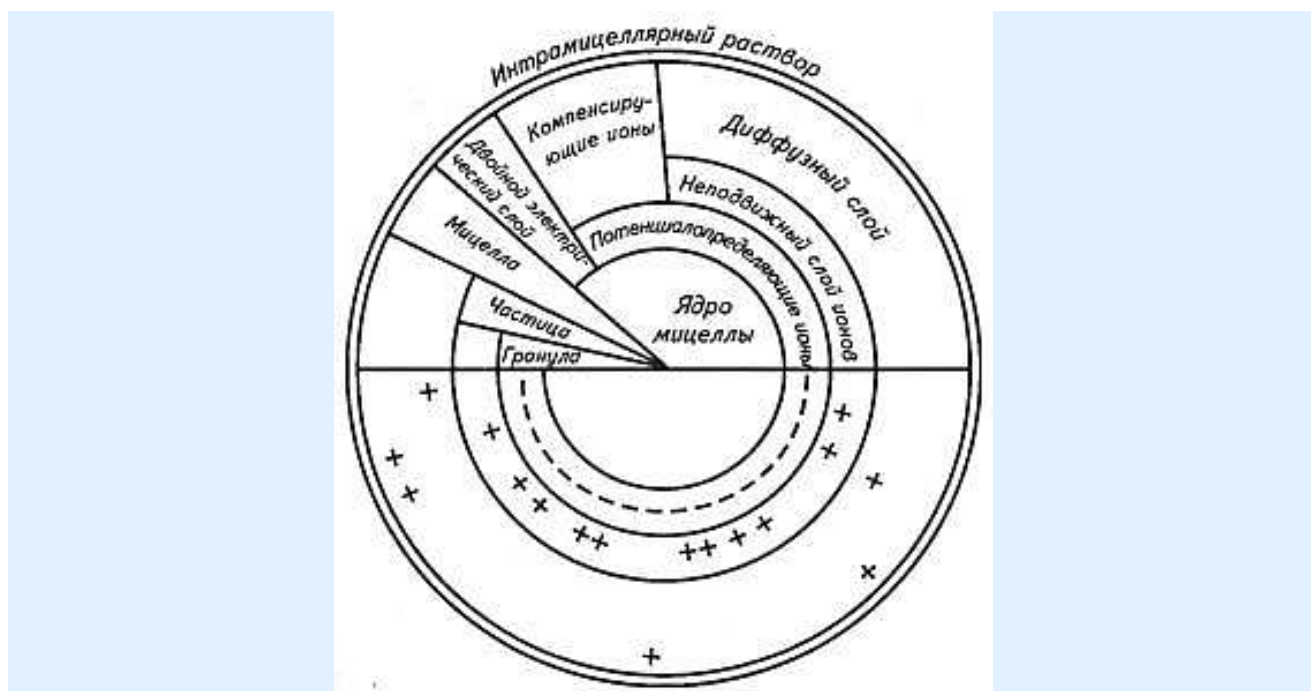 Интрамицеллярный раствор
Компенсиру-
ющие ионы
Диффузный слой
Двойной электри-
ческий слой
Неподвижный слой ионов
Мицелла
Потеншалопределяющие ионы
Ядро
мицеллы
Частица
Гранула